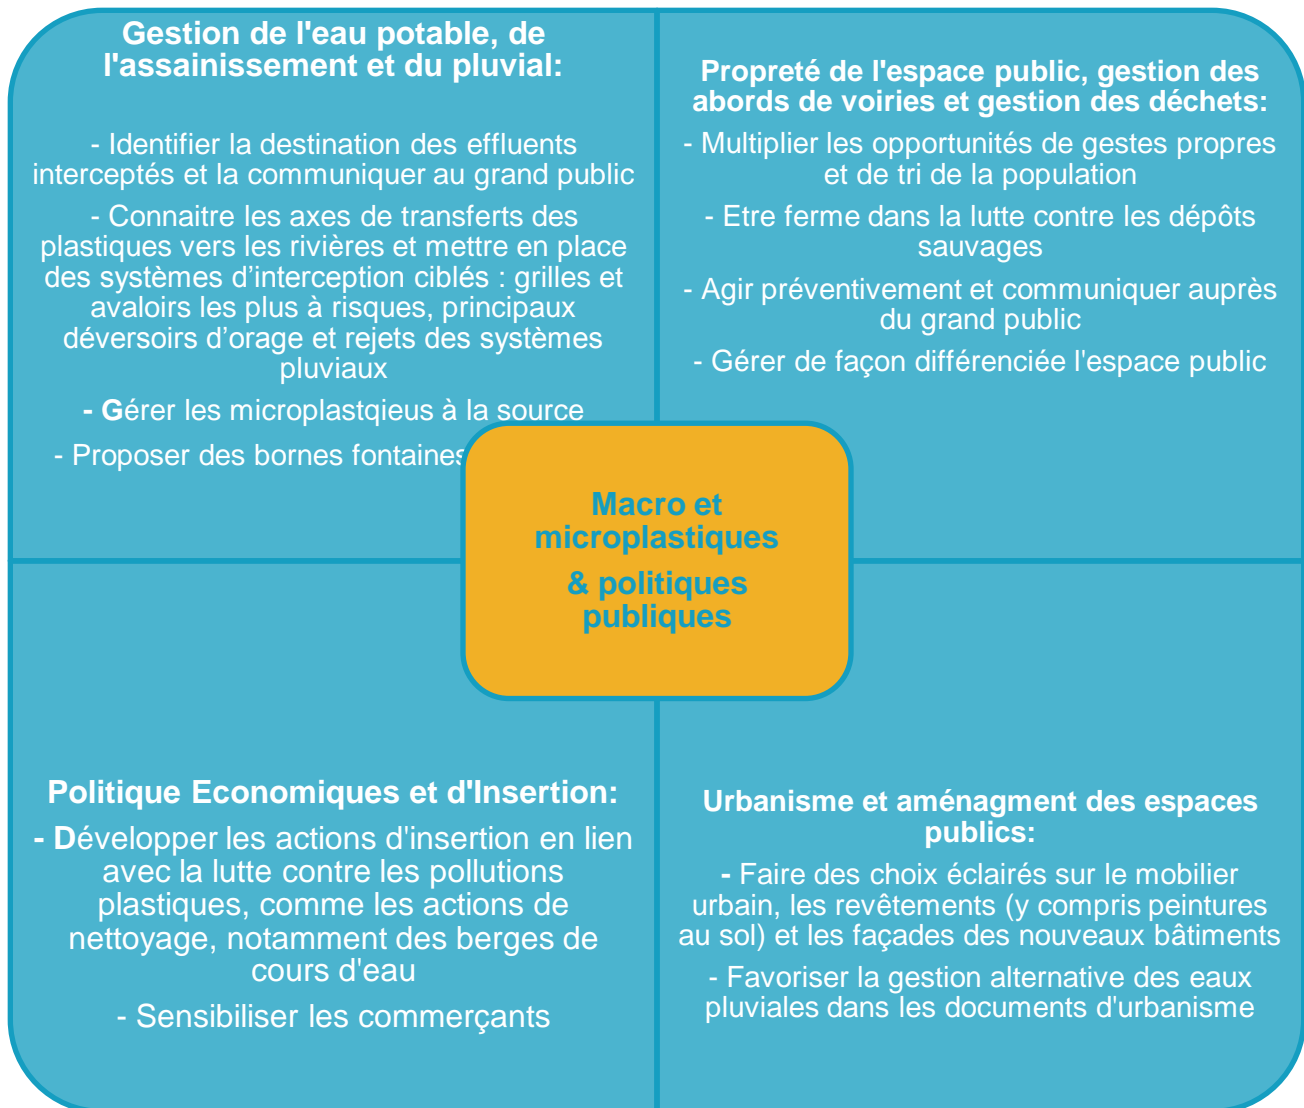 Gestion de l'eau potable, de
l'assainissement et du pluvial:
- Identifier la destination des effluents
interceptés et la communiquer au grand public
- Connaitre les axes de transferts des
plastiques vers les rivières et mettre en place
des systèmes d’interception ciblés : grilles et
avaloirs les plus à risques, principaux
déversoirs d’orage et rejets des systèmes
pluviaux
- Gérer les microplastqieus à la source
- Proposer des bornes fontaines
Propreté de l'espace public, gestion des
abords de voiries et gestion des déchets:
- Multiplier les opportunités de gestes propres
et de tri de la population
- Etre ferme dans la lutte contre les dépôts
sauvages
- Agir préventivement et communiquer auprès
du grand public
- Gérer de façon différenciée l'espace public
Macro et
microplastiques
& politiques
publiques
Politique Economiques et d'Insertion:
- Développer les actions d'insertion en lien
avec la lutte contre les pollutions
plastiques, comme les actions de
nettoyage, notamment des berges de
cours d'eau
- Sensibiliser les commerçants
Urbanisme et aménagment des espaces
publics:
- Faire des choix éclairés sur le mobilier
urbain, les revêtements (y compris peintures
au sol) et les façades des nouveaux bâtiments
- Favoriser la gestion alternative des eaux
pluviales dans les documents d'urbanisme